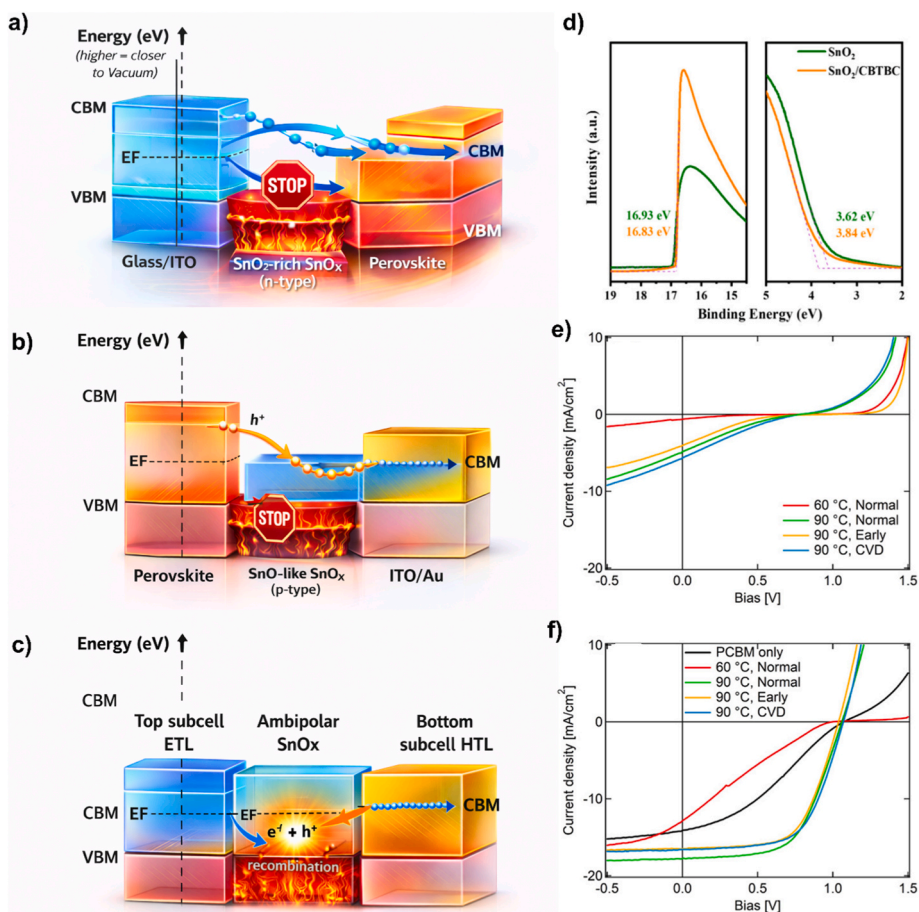 a)
Energy (eV)
(higher = closer
to Vacuum)
CBM
EF
VBM
STOP
CBM
VBM
Glass/ITO
SnO₂-rich SnOₓ
(n-type)
Perovskite
b)
Energy (eV)
CBM
EF
VBM
h⁺
STOP
CBM
Perovskite
SnO-like SnOₓ
(p-type)
ITO/Au
c)
Energy (eV)
CBM
Top subcell
ETL
Ambipolar
SnOx
Bottom
subcell HTL
CBM
EF
EF
CBM
VBM
e⁻ + h⁺
recombination
d)
Intensity (a.u.)
SnO₂
SnO₂/CBTBC
16.93 eV
16.83 eV
3.62 eV
3.84 eV
19 18 17 16 15
5 4 3 2
Binding Energy (eV)
e)
Current density [mA/cm²]
10
0
-10
-20
60 °C, Normal
90 °C, Normal
90 °C, Early
90 °C, CVD
-0.5 0.0 0.5 1.0 1.5
Bias [V]
f)
Current density [mA/cm²]
10
0
-10
-20
PCBM only
60 °C, Normal
90 °C, Normal
90 °C, Early
90 °C, CVD
-0.5 0.0 0.5 1.0 1.5
Bias [V]